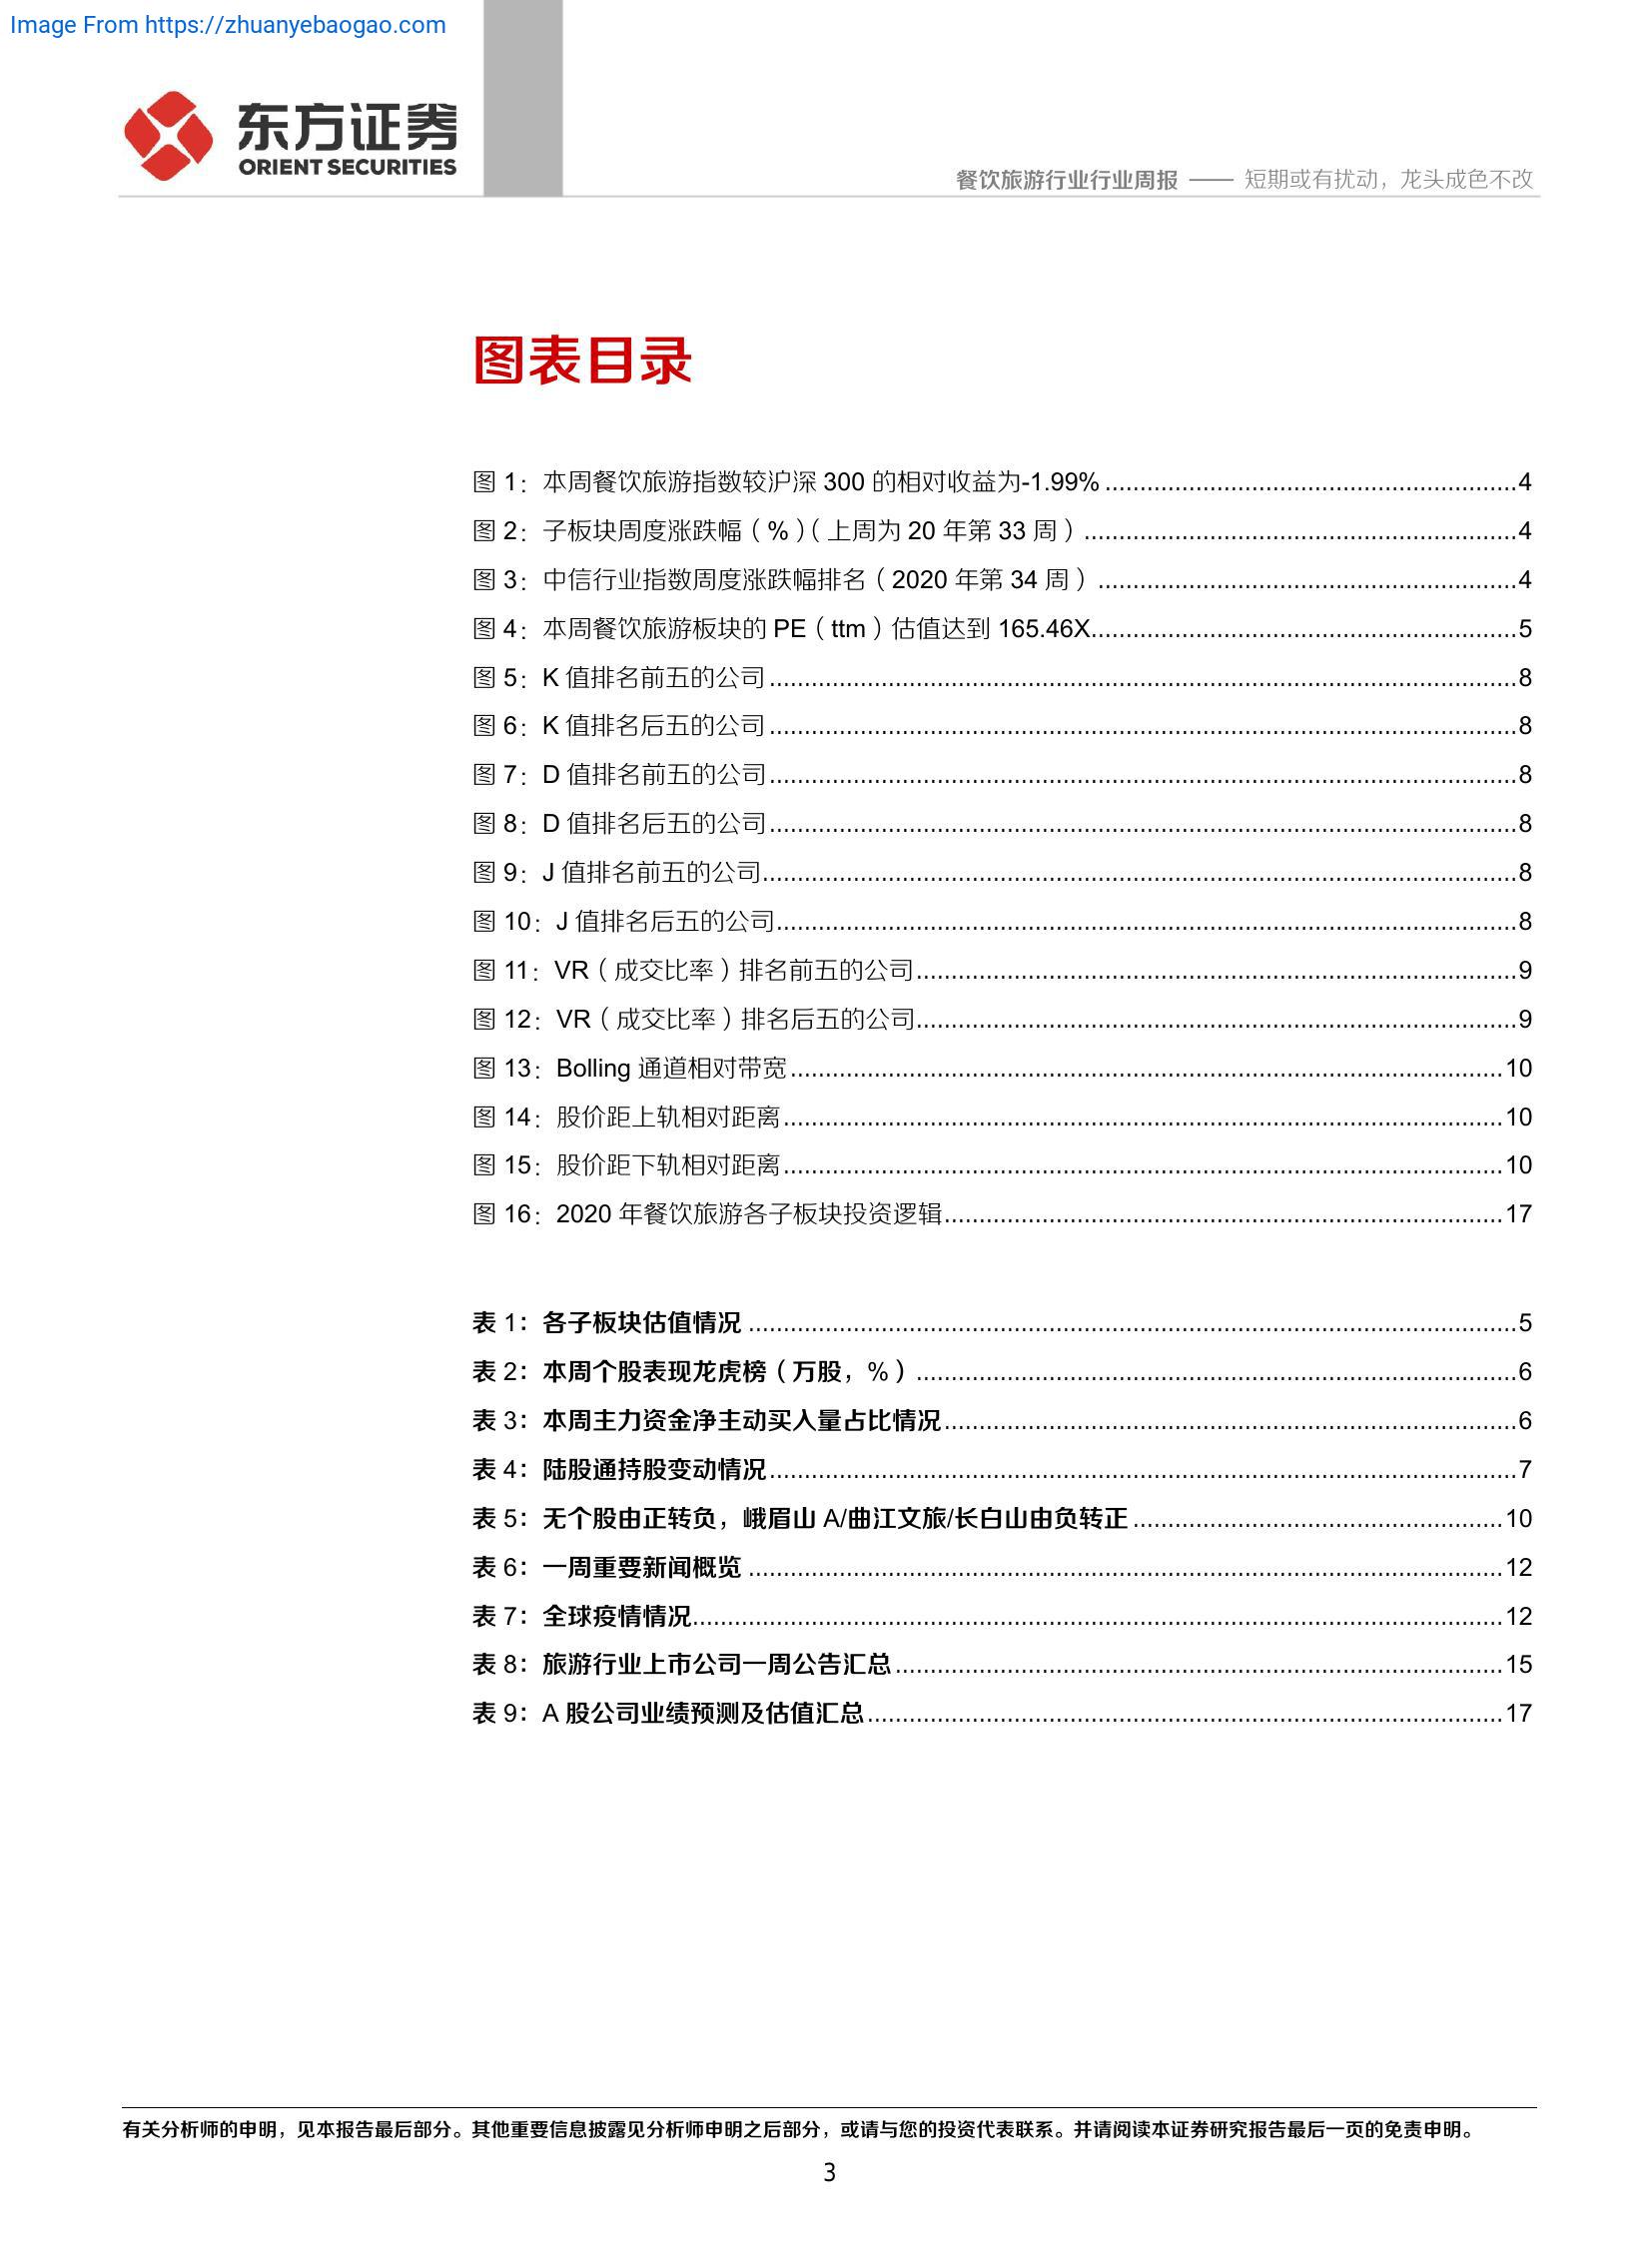 Image From https://zhuanyebaogao.com
东方证券
ORIENT SECURITIES
餐饮旅游行业行业周报 —— 短期或有扰动，龙头成色不改
图表目录
图 1：本周餐饮旅游指数较沪深 300 的相对收益为-1.99% ........................................................... 4
图 2：子板块周度涨跌幅（%）（上周为 20 年第 33 周） .............................................................. 4
图 3：中信行业指数周度涨跌幅排名（2020 年第 34 周） ............................................................ 4
图 4：本周餐饮旅游板块的 PE（ttm）估值达到 165.46X............................................................. 5
图 5：K 值排名前五的公司 ........................................................................................................... 8
图 6：K 值排名后五的公司 ........................................................................................................... 8
图 7：D 值排名前五的公司 ........................................................................................................... 8
图 8：D 值排名后五的公司 ........................................................................................................... 8
图 9：J 值排名前五的公司............................................................................................................ 8
图 10：J 值排名后五的公司.......................................................................................................... 8
图 11：VR（成交比率）排名前五的公司...................................................................................... 9
图 12：VR（成交比率）排名后五的公司...................................................................................... 9
图 13：Bolling 通道相对带宽 ...................................................................................................... 10
图 14：股价距上轨相对距离 ....................................................................................................... 10
图 15：股价距下轨相对距离 ....................................................................................................... 10
图 16：2020 年餐饮旅游各子板块投资逻辑................................................................................ 17
表 1：各子板块估值情况 .............................................................................................................. 5
表 2：本周个股表现龙虎榜（万股，%）...................................................................................... 6
表 3：本周主力资金净主动买入量占比情况.................................................................................. 6
表 4：陆股通持股变动情况........................................................................................................... 7
表 5：无个股由正转负，峨眉山 A/曲江文旅/长白山由负转正 ..................................................... 10
表 6：一周重要新闻概览 ............................................................................................................ 12
表 7：全球疫情情况.................................................................................................................... 12
表 8：旅游行业上市公司一周公告汇总 ....................................................................................... 15
表 9：A 股公司业绩预测及估值汇总........................................................................................... 17
有关分析师的申明，见本报告最后部分。其他重要信息披露见分析师申明之后部分，或请与您的投资代表联系。并请阅读本证券研究报告最后一页的免责申明。
3